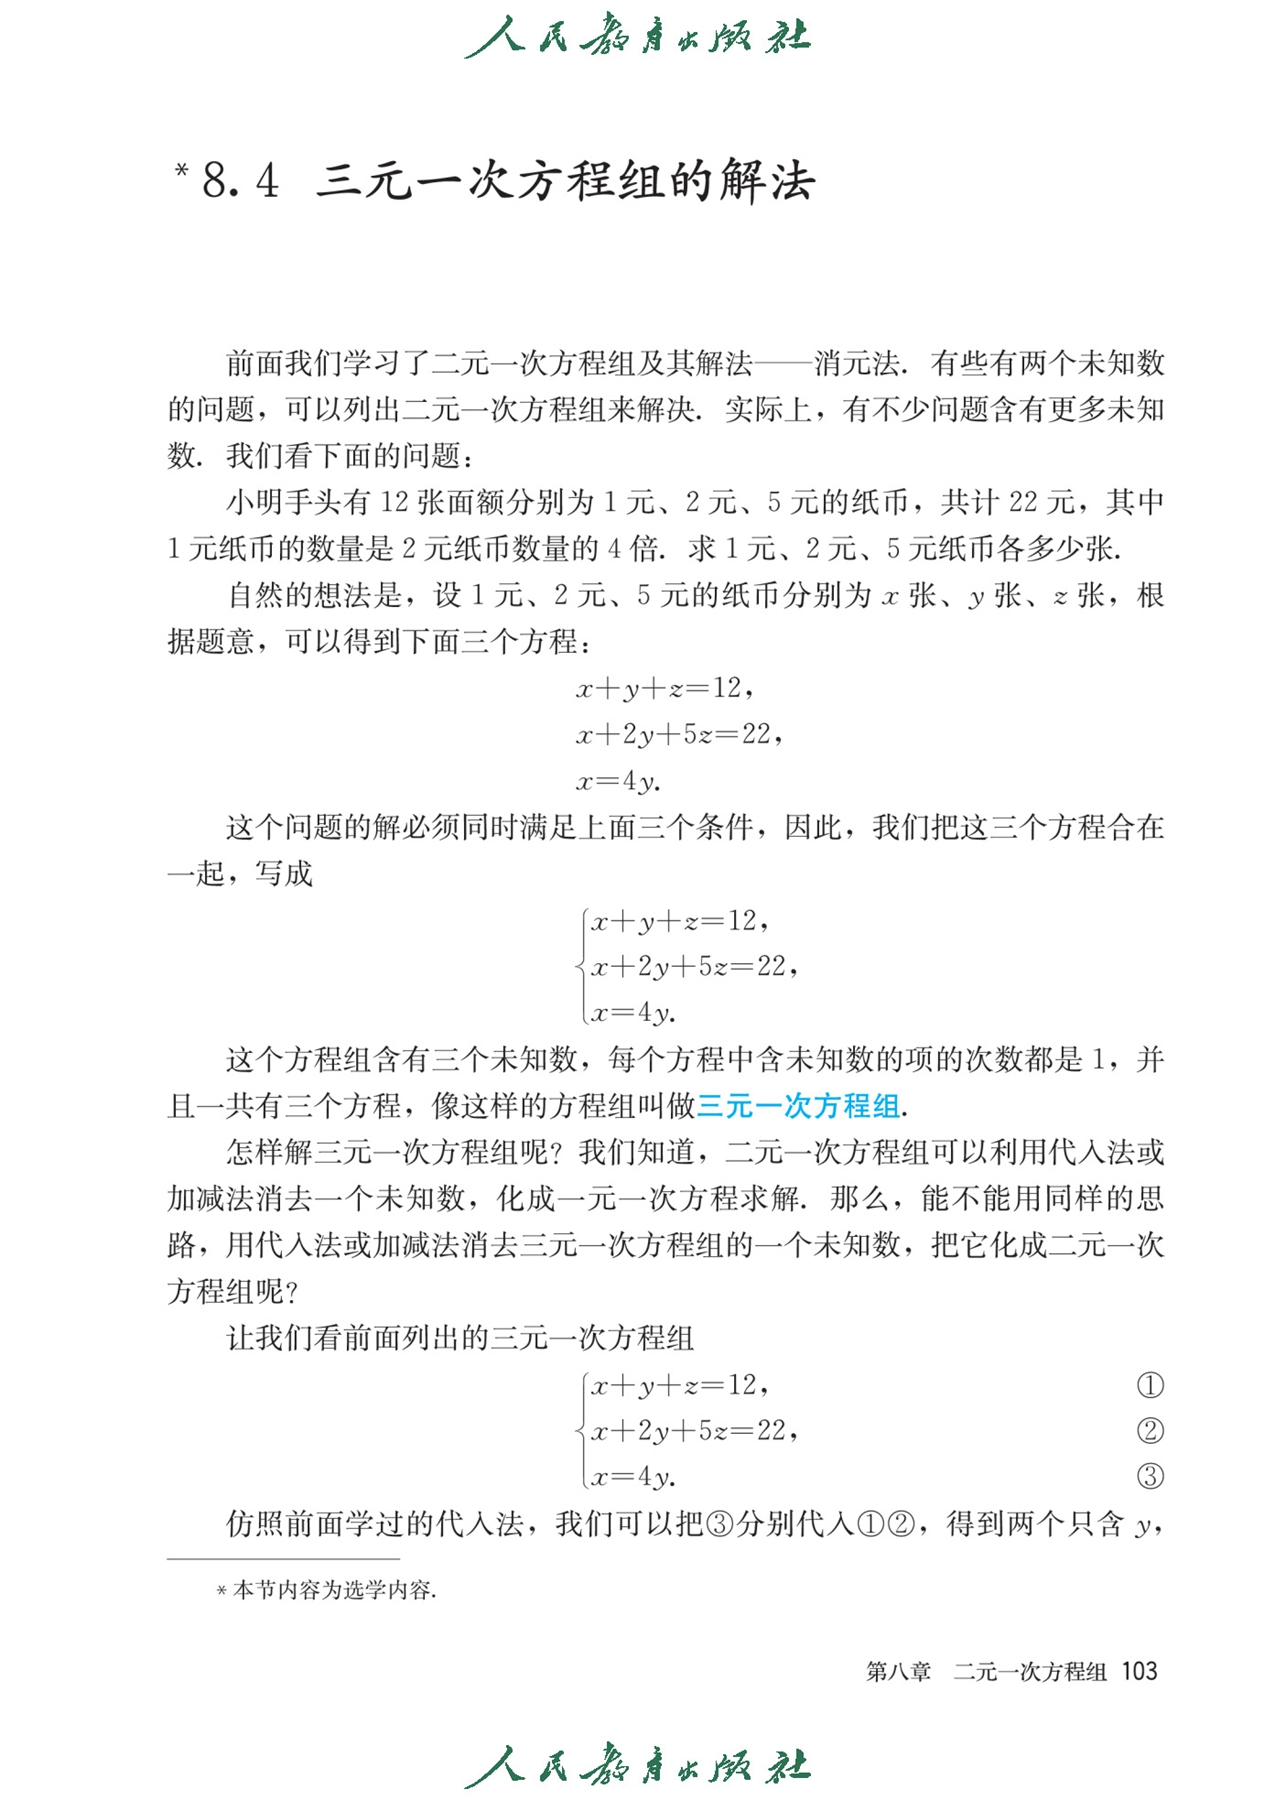 人民教育出版社
*8.4 三元一次方程组的解法
前面我们学习了二元一次方程组及其解法——消元法. 有些有两个未知数
的问题，可以列出二元一次方程组来解决. 实际上，有不少问题含有更多未知
数. 我们看下面的问题：
小明手头有 12 张面额分别为 1 元、2 元、5 元的纸币，共计 22 元，其中
1 元纸币的数量是 2 元纸币数量的 4 倍. 求 1 元、2 元、5 元纸币各多少张.
自然的想法是，设 1 元、2 元、5 元的纸币分别为 x 张、y 张、z 张，根
据题意，可以得到下面三个方程：
x+y+z=12，
x+2y+5z=22，
x=4y.
这个问题的解必须同时满足上面三个条件，因此，我们把这三个方程合在
一起，写成
x+y+z=12，
x+2y+5z=22，
x=4y.
这个方程组含有三个未知数，每个方程中含未知数的项的次数都是 1，并
且一共有三个方程，像这样的方程组叫做三元一次方程组.
怎样解三元一次方程组呢？我们知道，二元一次方程组可以利用代入法或
加减法消去一个未知数，化成一元一次方程求解. 那么，能不能用同样的思
路，用代入法或加减法消去三元一次方程组的一个未知数，把它化成二元一次
方程组呢？
让我们看前面列出的三元一次方程组
x+y+z=12， ①
x+2y+5z=22， ②
x=4y. ③
仿照前面学过的代入法，我们可以把③分别代入①②，得到两个只含 y，
* 本节内容为选学内容.
第八章 二元一次方程组 103
人民教育出版社